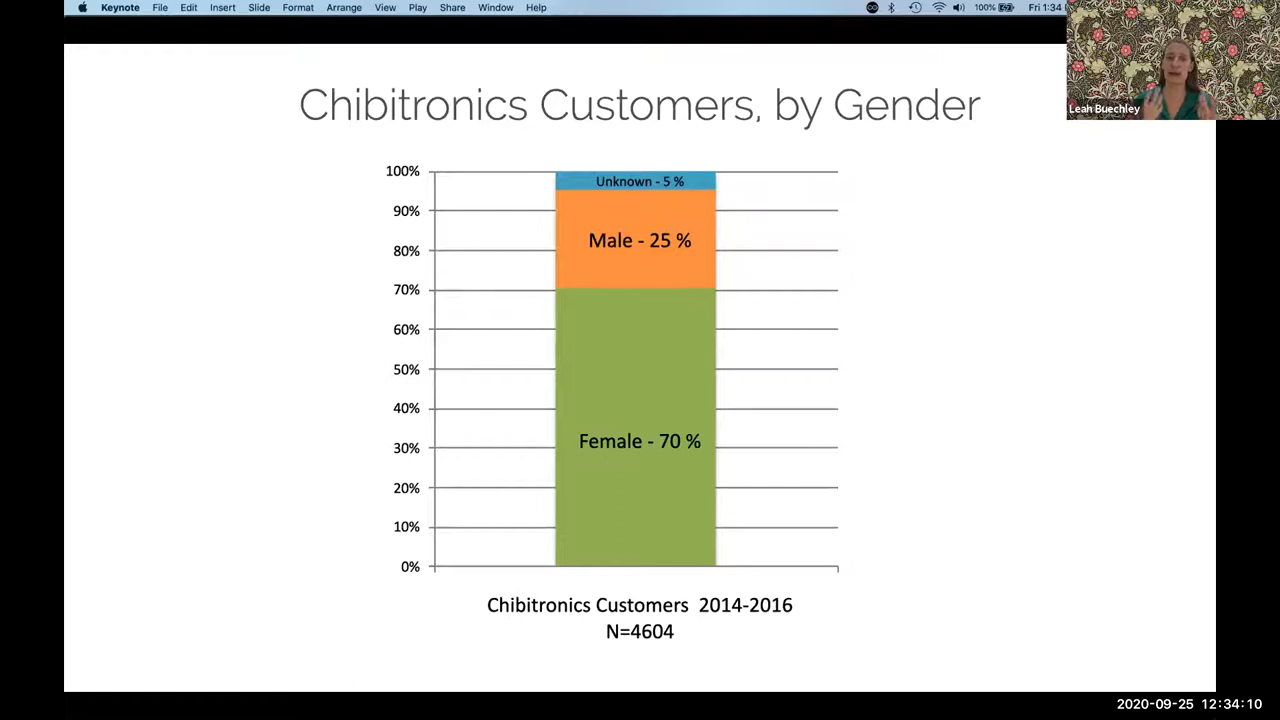 Keynote File Edit Insert Slide Format Arrange View Play Share Window Help 100% Fri 1:34
Leah Buechley
Chibitronics Customers, by Gender
100%
90%
80%
70%
60%
50%
40%
30%
20%
10%
0%
Unknown - 5 %
Male - 25 %
Female - 70 %
Chibitronics Customers 2014-2016
N=4604
2020-09-25 12:34:10